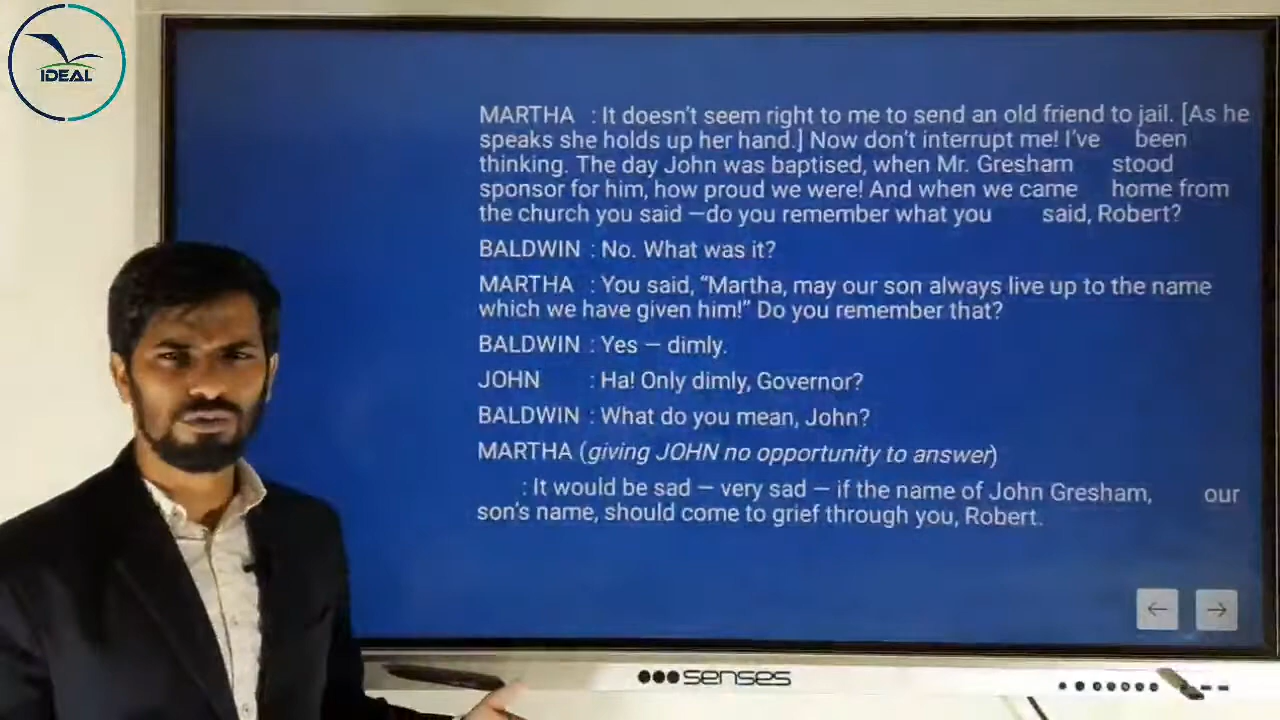 IDEAL
MARTHA : It doesn't seem right to me to send an old friend to jail. [As he
speaks she holds up her hand.] Now don't interrupt me! I've been
thinking. The day John was baptised, when Mr. Gresham stood
sponsor for him, how proud we were! And when we came home from
the church you said —do you remember what you said, Robert?
BALDWIN : No. What was it?
MARTHA : You said, “Martha, may our son always live up to the name
which we have given him!” Do you remember that?
BALDWIN : Yes — dimly.
JOHN : Ha! Only dimly, Governor?
BALDWIN : What do you mean, John?
MARTHA (giving JOHN no opportunity to answer)
: It would be sad — very sad — if the name of John Gresham, our
son's name, should come to grief through you, Robert.
senses